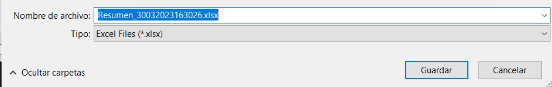 Nombre de archivo: Resumen_30032023163026.xlsx
Tipo: Excel Files (*.xlsx)
Ocultar carpetas Guardar Cancelar